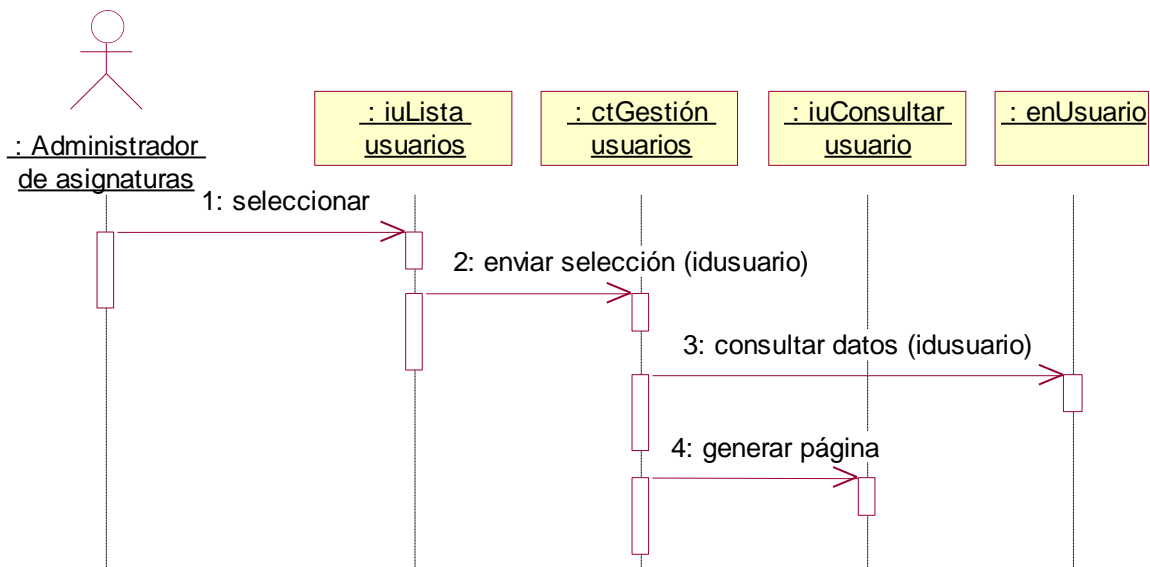 : Administrador
de asignaturas
: iuLista
usuarios
: ctGestión
usuarios
: iuConsultar
usuario
: enUsuario
1: seleccionar
2: enviar selección (idusuario)
3: consultar datos (idusuario)
4: generar página